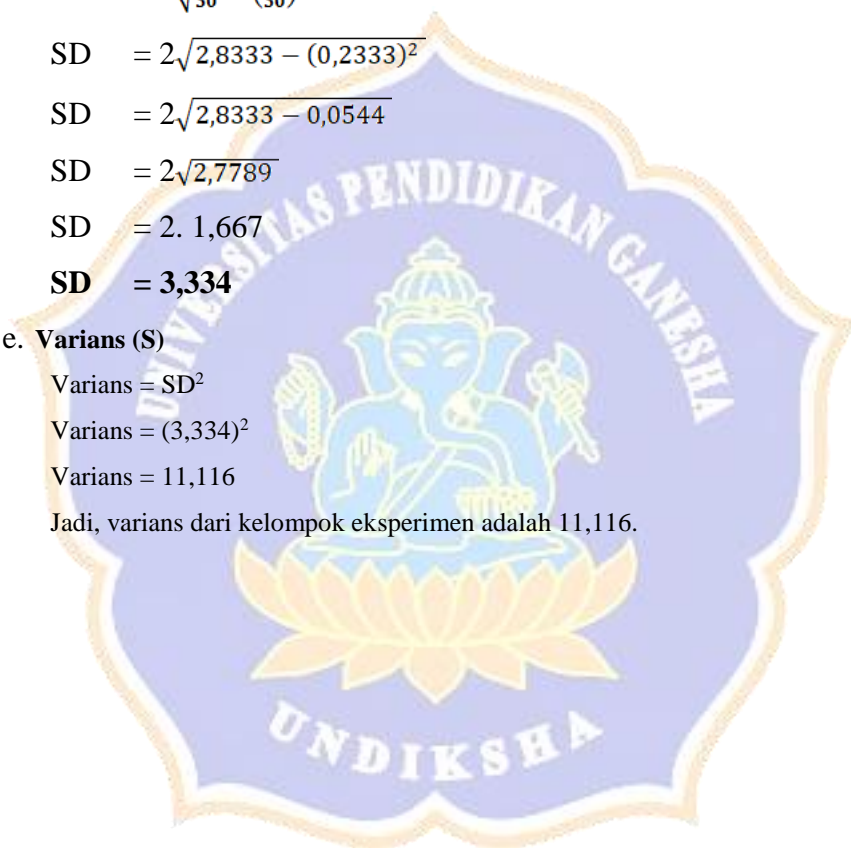 √30 (30)
SD = 2√2,8333 − (0,2333)²
SD = 2√2,8333 − 0,0544
SD = 2√2,7789
SD = 2. 1,667
SD = 3,334
e. Varians (S)
Varians = SD²
Varians = (3,334)²
Varians = 11,116
Jadi, varians dari kelompok eksperimen adalah 11,116.
UNIVERSITAS PENDIDIKAN GANESHA
UNDIKSHA